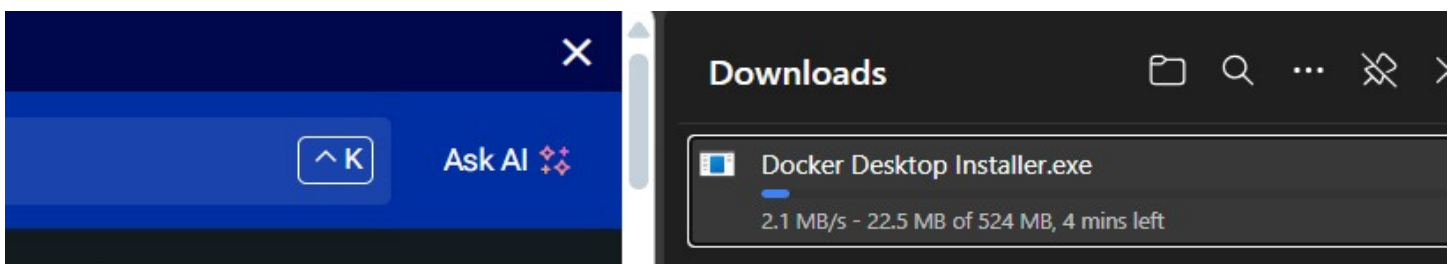 ^ K
Ask AI
Downloads
Docker Desktop Installer.exe
2.1 MB/s - 22.5 MB of 524 MB, 4 mins left